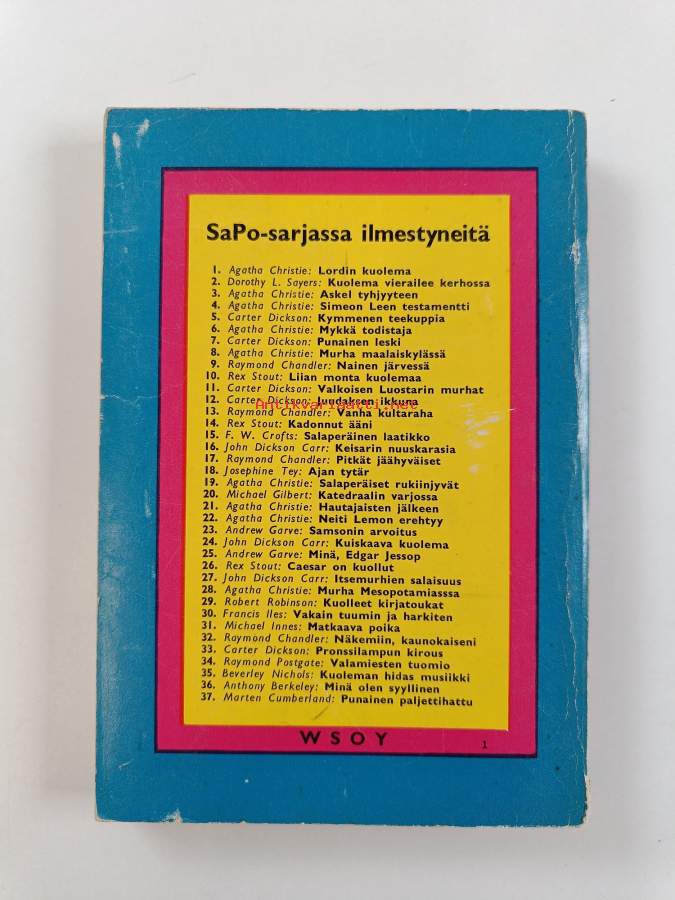 SaPo-sarjassa ilmestyneitä
1. Agatha Christie: Lordin kuolema
2. Dorothy L. Sayers: Kuolema vierailee kerhossa
3. Agatha Christie: Askel tyhjyyteen
4. Agatha Christie: Simeon Leen testamentti
5. Carter Dickson: Kymmenen teekuppia
6. Agatha Christie: Mykkä todistaja
7. Carter Dickson: Punainen leski
8. Agatha Christie: Murha maalaiskylässä
9. Raymond Chandler: Nainen järvessä
10. Rex Stout: Liian monta kuolemaa
11. Carter Dickson: Valkoisen Luostarin murhat
12. Carter Dickson: Juudaksen ikkuna
Antikvariaatti.net
13. Raymond Chandler: Vanha kultaraha
14. Rex Stout: Kadonnut ääni
15. F. W. Crofts: Salaperäinen laatikko
16. John Dickson Carr: Keisarin nuuskarasia
17. Raymond Chandler: Pitkät jäähyväiset
18. Josephine Tey: Ajan tytär
19. Agatha Christie: Salaperäiset rukiinjyvät
20. Michael Gilbert: Katedraalin varjossa
21. Agatha Christie: Hautajaisten jälkeen
22. Agatha Christie: Neiti Lemon erehtyy
23. Andrew Garve: Samsonin arvoitus
24. John Dickson Carr: Kuiskaava kuolema
25. Andrew Garve: Minä, Edgar Jessop
26. Rex Stout: Caesar on kuollut
27. John Dickson Carr: Itsemurhien salaisuus
28. Agatha Christie: Murha Mesopotamiasssa
29. Robert Robinson: Kuolleet kirjatoukat
30. Francis Iles: Vakain tuumin ja harkiten
31. Michael Innes: Matkaava poika
32. Raymond Chandler: Näkemiin, kaunokaiseni
33. Carter Dickson: Pronssilampun kirous
34. Raymond Postgate: Valamiesten tuomio
35. Beverley Nichols: Kuoleman hidas musiikki
36. Anthony Berkeley: Minä olen syyllinen
37. Marten Cumberland: Punainen paljettihattu
WSOY
1